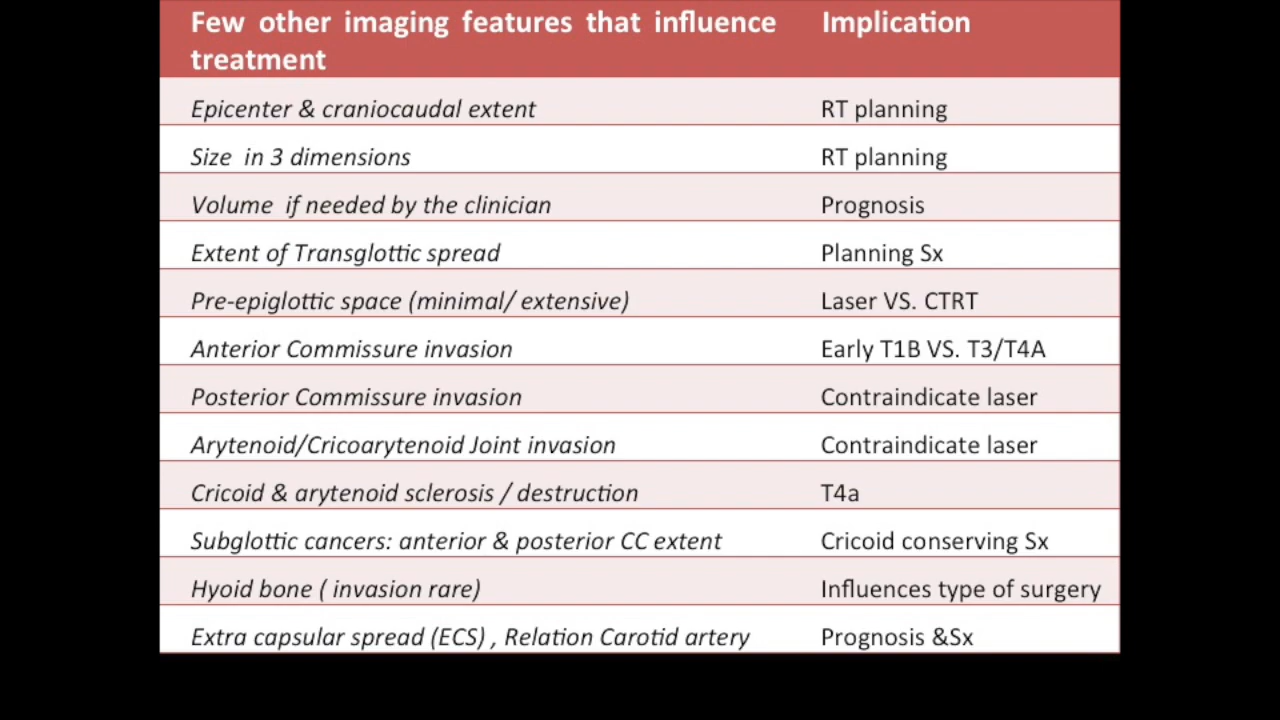 Few other imaging features that influence treatment Implication
Epicenter & craniocaudal extent RT planning
Size in 3 dimensions RT planning
Volume if needed by the clinician Prognosis
Extent of Transglottic spread Planning Sx
Pre-epiglottic space (minimal/ extensive) Laser VS. CTRT
Anterior Commissure invasion Early T1B VS. T3/T4A
Posterior Commissure invasion Contraindicate laser
Arytenoid/Cricoarytenoid Joint invasion Contraindicate laser
Cricoid & arytenoid sclerosis / destruction T4a
Subglottic cancers: anterior & posterior CC extent Cricoid conserving Sx
Hyoid bone ( invasion rare) Influences type of surgery
Extra capsular spread (ECS) , Relation Carotid artery Prognosis &Sx